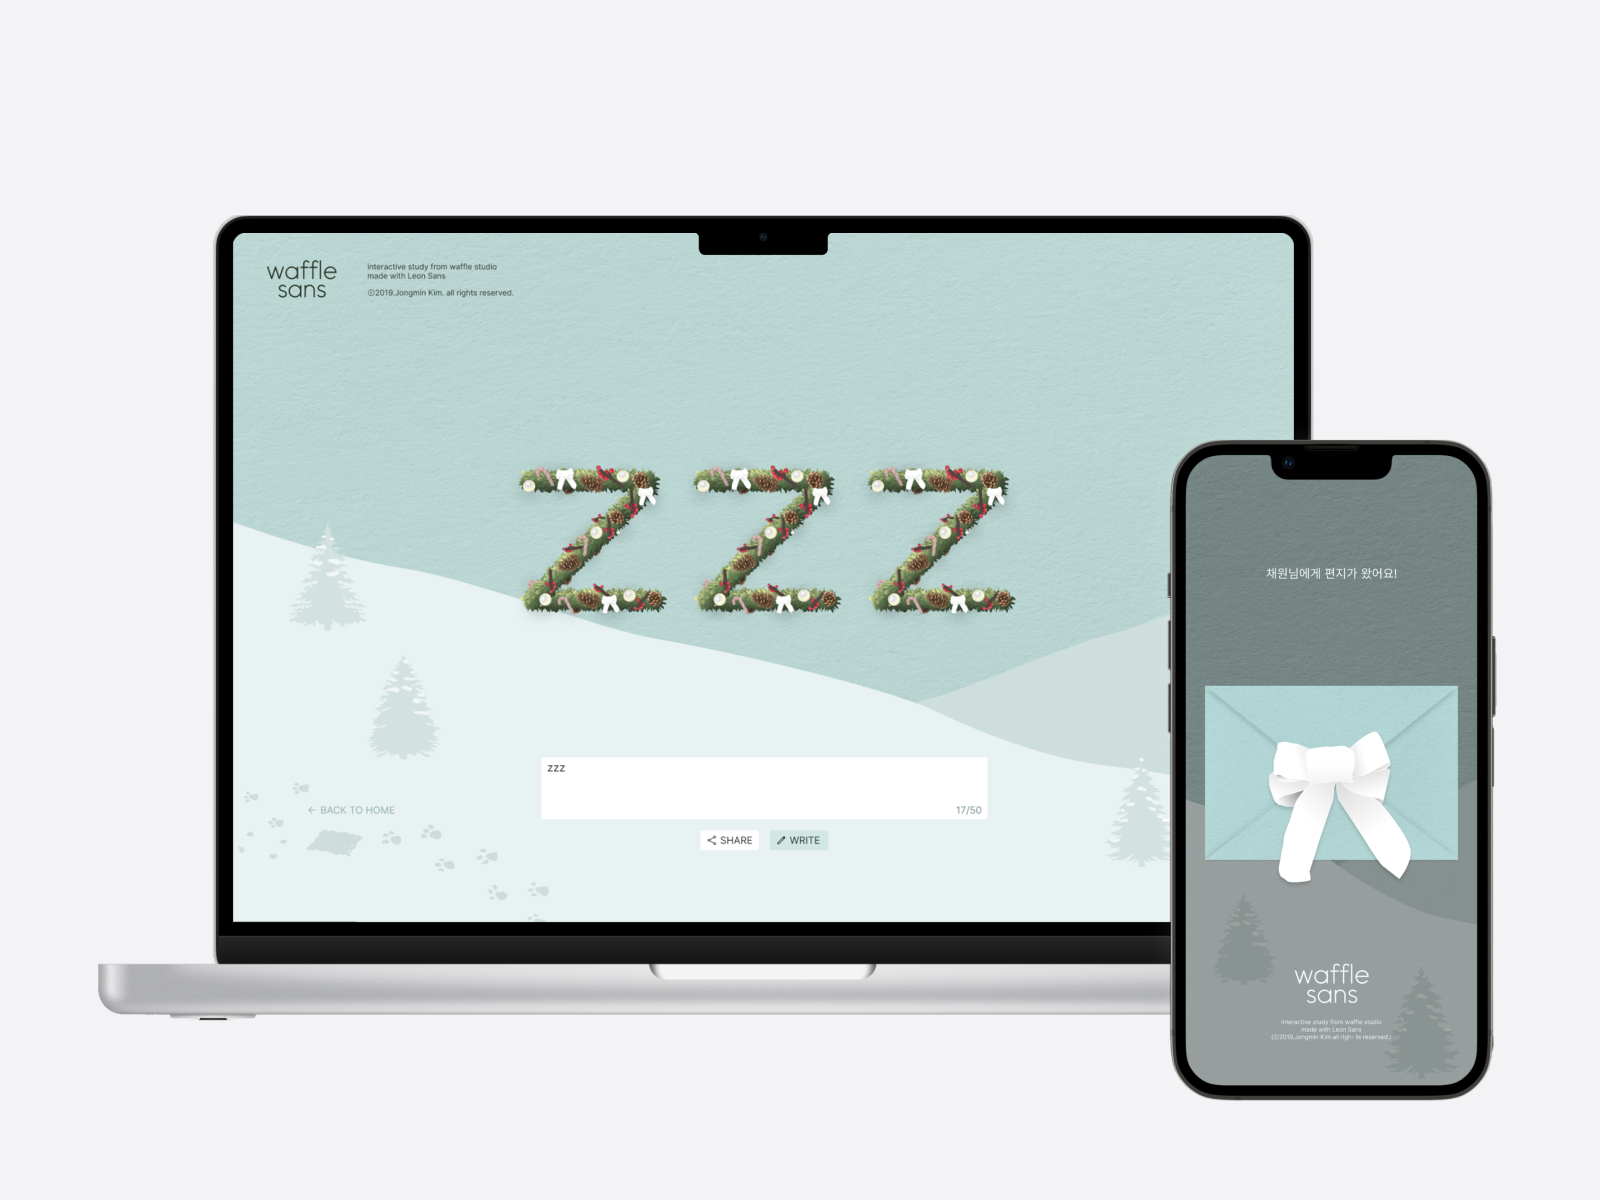 waffle
sans
interactive study from waffle studio
made with Leon Sans
©2019.Jongmin Kim. all rights reserved.
ZZZ
zzz
17/50
← BACK TO HOME
SHARE
WRITE
채원님에게 편지가 왔어요!
waffle
sans
interactive study from waffle studio
made with Leon Sans
(©2019.Jongmin Kim.all righ- ts reserved.)